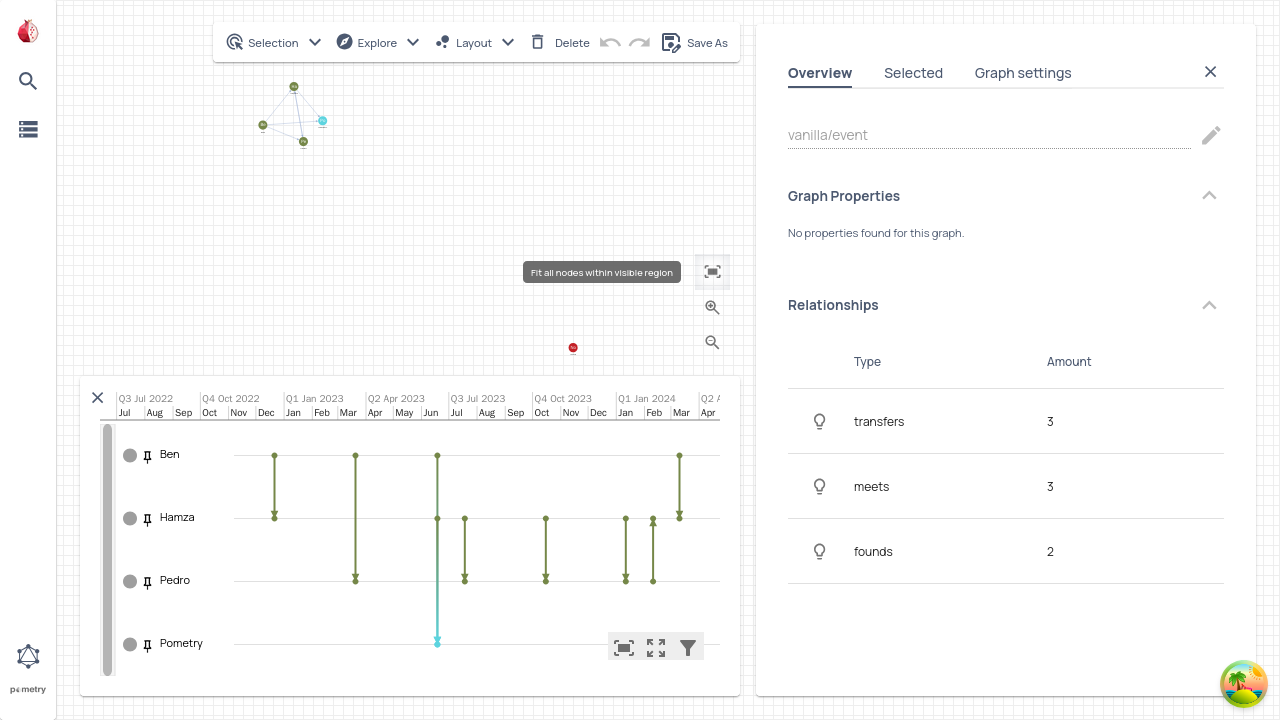 Selection
Explore
Layout
Delete
Save As
Overview
Selected
Graph settings
vanilla/event
Graph Properties
No properties found for this graph.
Fit all nodes within visible region
Relationships
Type Amount
transfers 3
meets 3
founds 2
Q3 Jul 2022 Q4 Oct 2022 Q1 Jan 2023 Q2 Apr 2023 Q3 Jul 2023 Q4 Oct 2023 Q1 Jan 2024 Q2 A
Jul Aug Sep Oct Nov Dec Jan Feb Mar Apr May Jun Jul Aug Sep Oct Nov Dec Jan Feb Mar Apr
Ben
Hamza
Pedro
Pometry
pometry